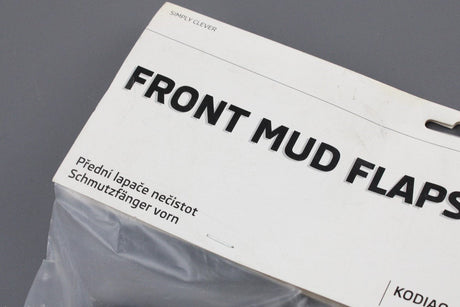 SIMPLY CLEVER
FRONT MUD FLAPS
Přední lapače nečistot
Schmutzfänger vorn